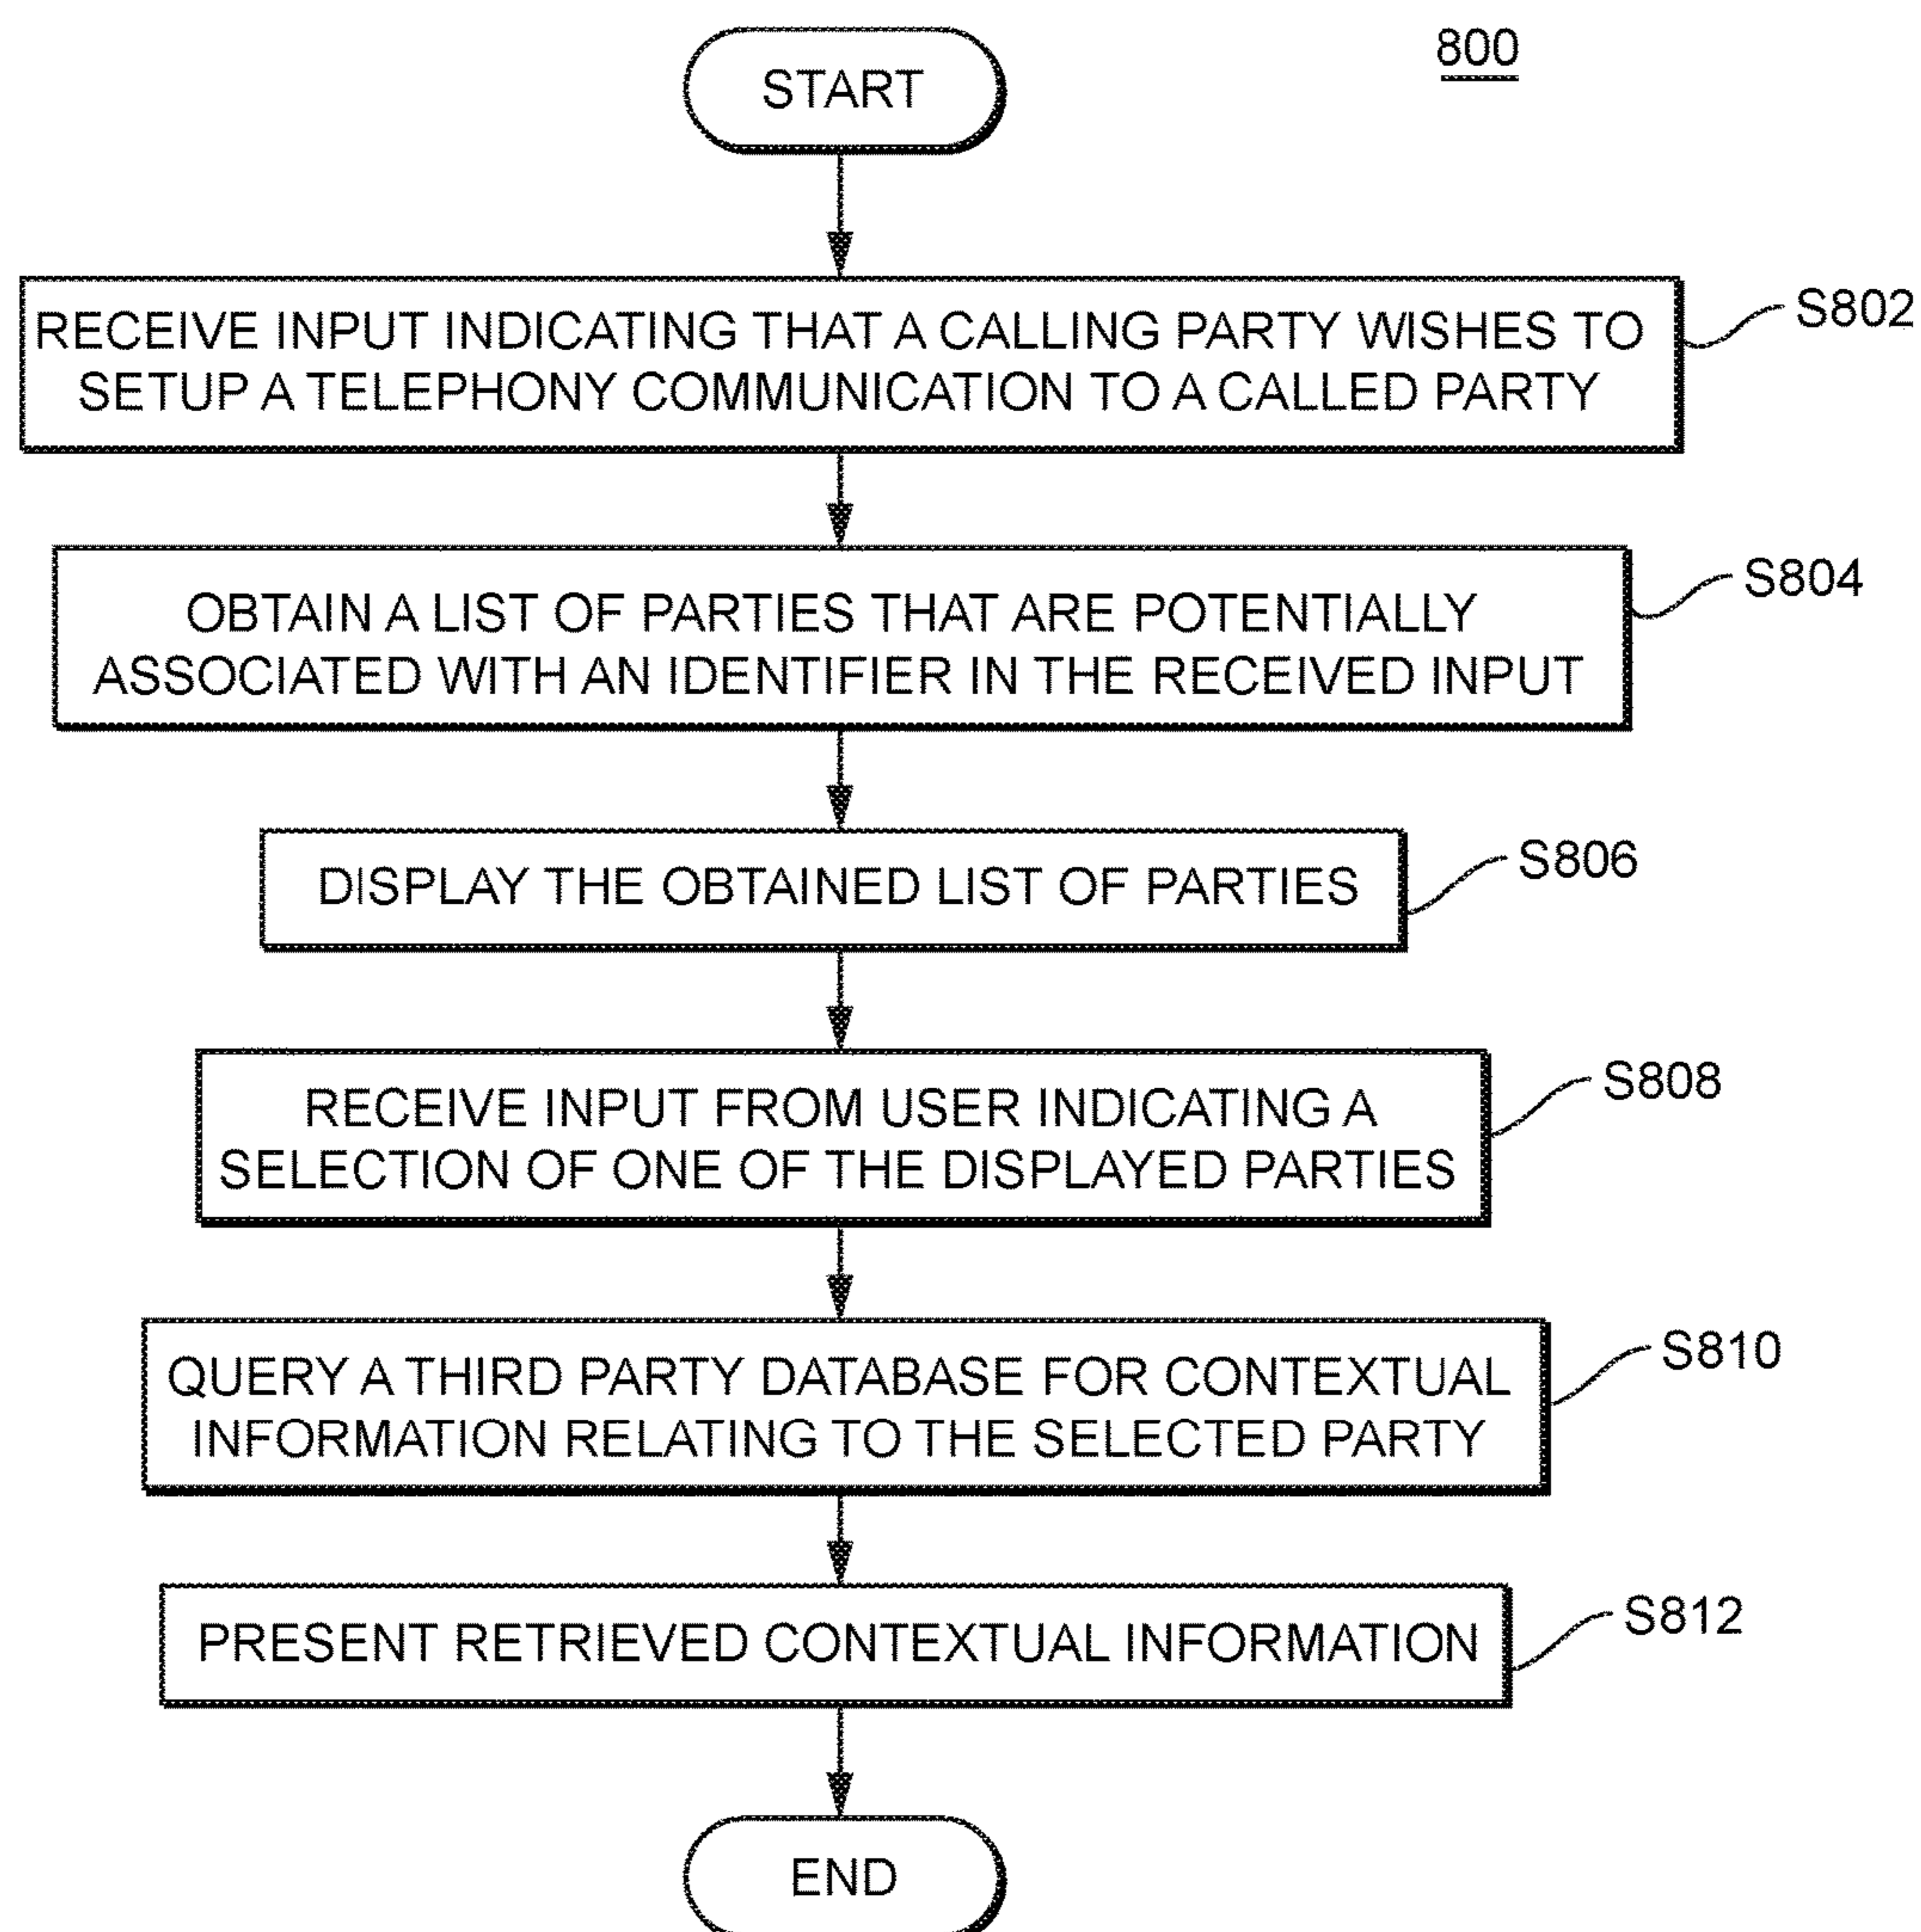 800
START
RECEIVE INPUT INDICATING THAT A CALLING PARTY WISHES TO
SETUP A TELEPHONY COMMUNICATION TO A CALLED PARTY
S802
OBTAIN A LIST OF PARTIES THAT ARE POTENTIALLY
ASSOCIATED WITH AN IDENTIFIER IN THE RECEIVED INPUT
S804
DISPLAY THE OBTAINED LIST OF PARTIES
S806
RECEIVE INPUT FROM USER INDICATING A
SELECTION OF ONE OF THE DISPLAYED PARTIES
S808
QUERY A THIRD PARTY DATABASE FOR CONTEXTUAL
INFORMATION RELATING TO THE SELECTED PARTY
S810
PRESENT RETRIEVED CONTEXTUAL INFORMATION
S812
END